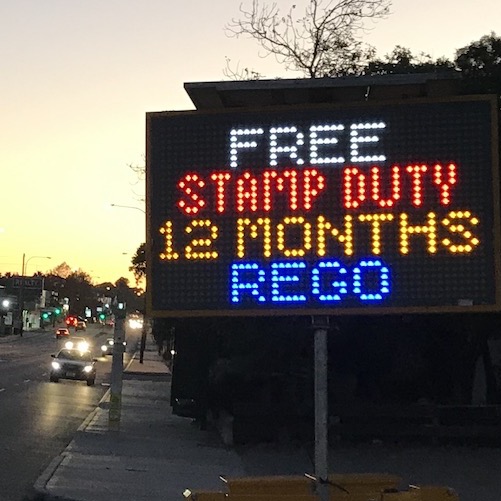 FREE
STAMP DUTY
12 MONTHS
REGO